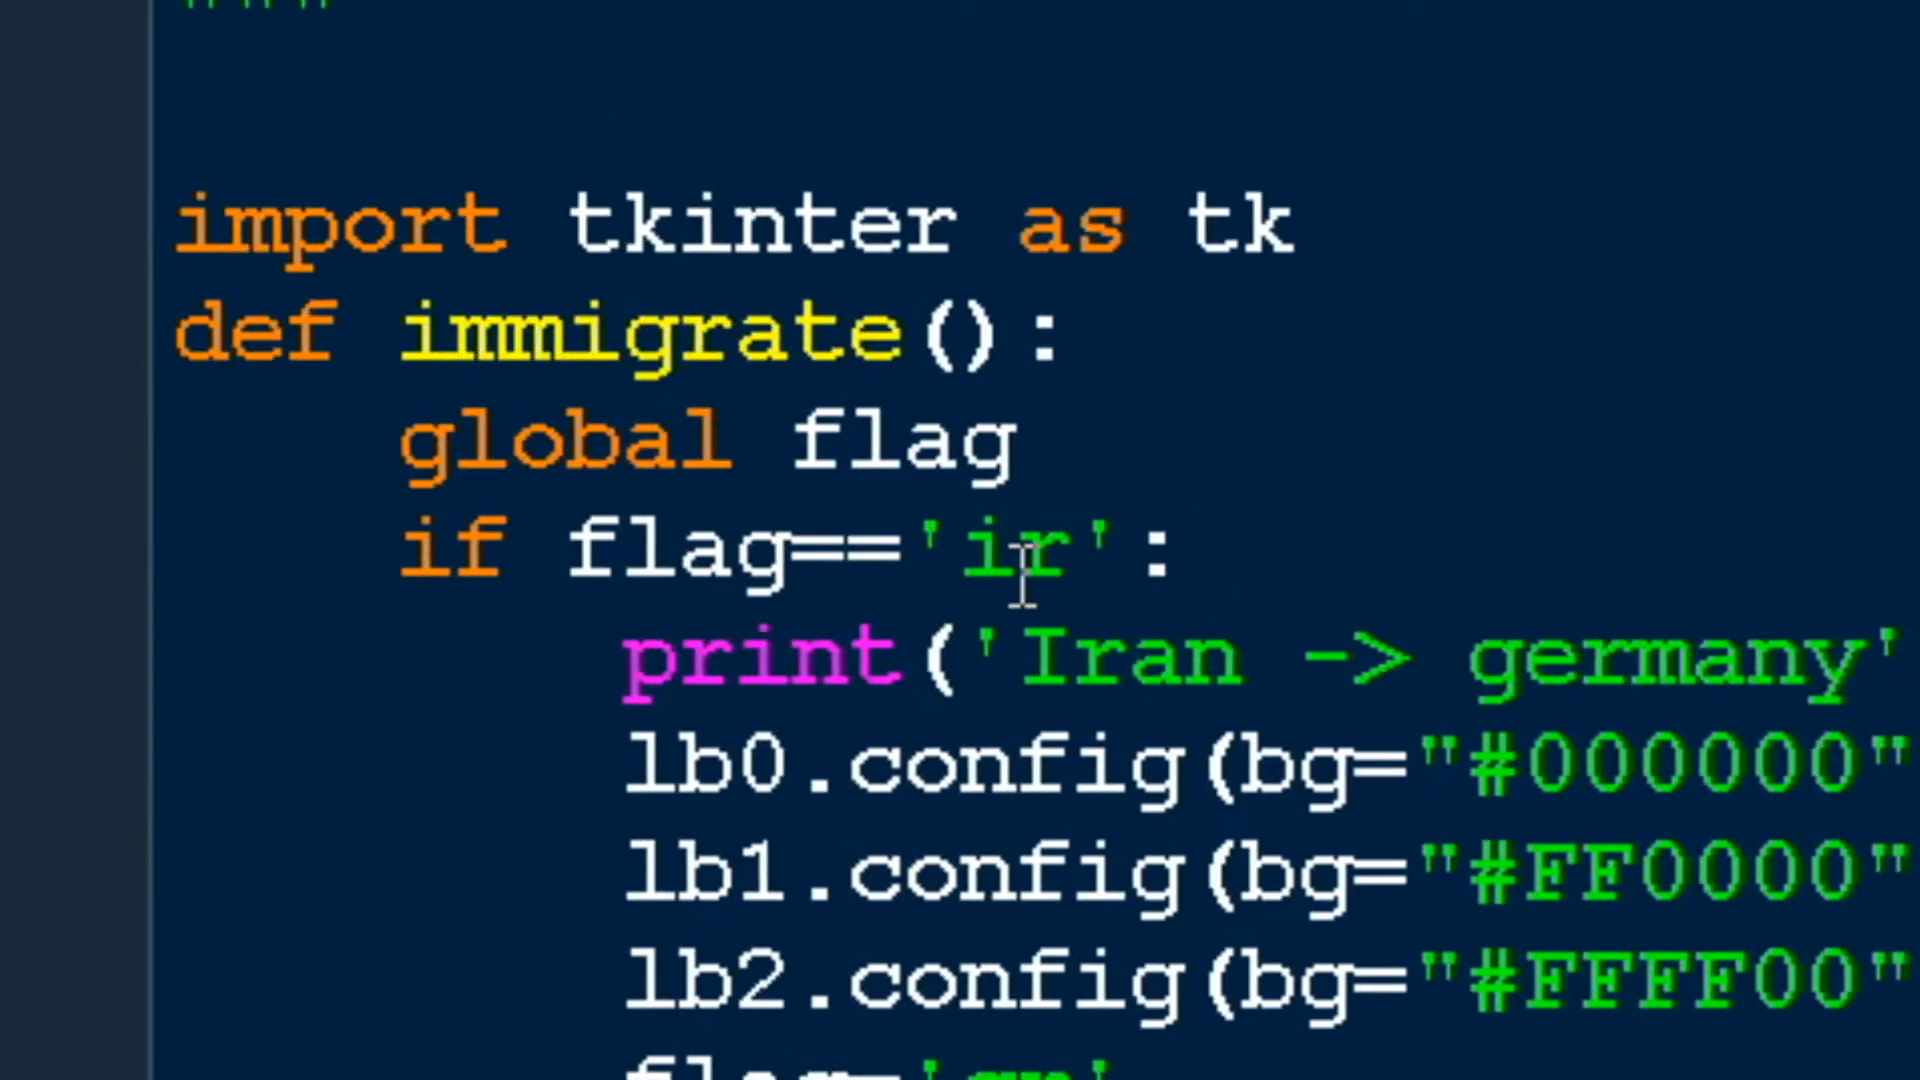 """
import tkinter as tk
def immigrate():
    global flag
    if flag=='ir':
        print('Iran -> germany'
        lb0.config(bg="#000000"
        lb1.config(bg="#FF0000"
        lb2.config(bg="#FFFF00"